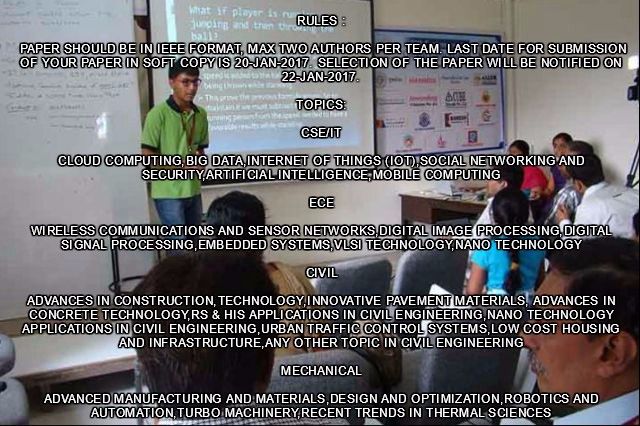 What if player is
jumping and then throwing the
ball?
RULES :
PAPER SHOULD BE IN IEEE FORMAT, MAX TWO AUTHORS PER TEAM. LAST DATE FOR SUBMISSION
OF YOUR PAPER IN SOFT COPY IS 20-JAN-2017. SELECTION OF THE PAPER WILL BE NOTIFIED ON
22-JAN-2017.
TOPICS:
CSE/IT
CLOUD COMPUTING,BIG DATA,INTERNET OF THINGS (IOT),SOCIAL NETWORKING AND
SECURITY,ARTIFICIAL INTELLIGENCE,MOBILE COMPUTING
ECE
WIRELESS COMMUNICATIONS AND SENSOR NETWORKS,DIGITAL IMAGE PROCESSING,DIGITAL
SIGNAL PROCESSING,EMBEDDED SYSTEMS,VLSI TECHNOLOGY,NANO TECHNOLOGY
CIVIL
ADVANCES IN CONSTRUCTION,TECHNOLOGY,INNOVATIVE PAVEMENT MATERIALS, ADVANCES IN
CONCRETE TECHNOLOGY,RS & HIS APPLICATIONS IN CIVIL ENGINEERING,NANO TECHNOLOGY
APPLICATIONS IN CIVIL ENGINEERING,URBAN TRAFFIC CONTROL SYSTEMS,LOW COST HOUSING
AND INFRASTRUCTURE,ANY OTHER TOPIC IN CIVIL ENGINEERING
MECHANICAL
ADVANCED MANUFACTURING AND MATERIALS,DESIGN AND OPTIMIZATION,ROBOTICS AND
AUTOMATION,TURBO MACHINERY,RECENT TRENDS IN THERMAL SCIENCES